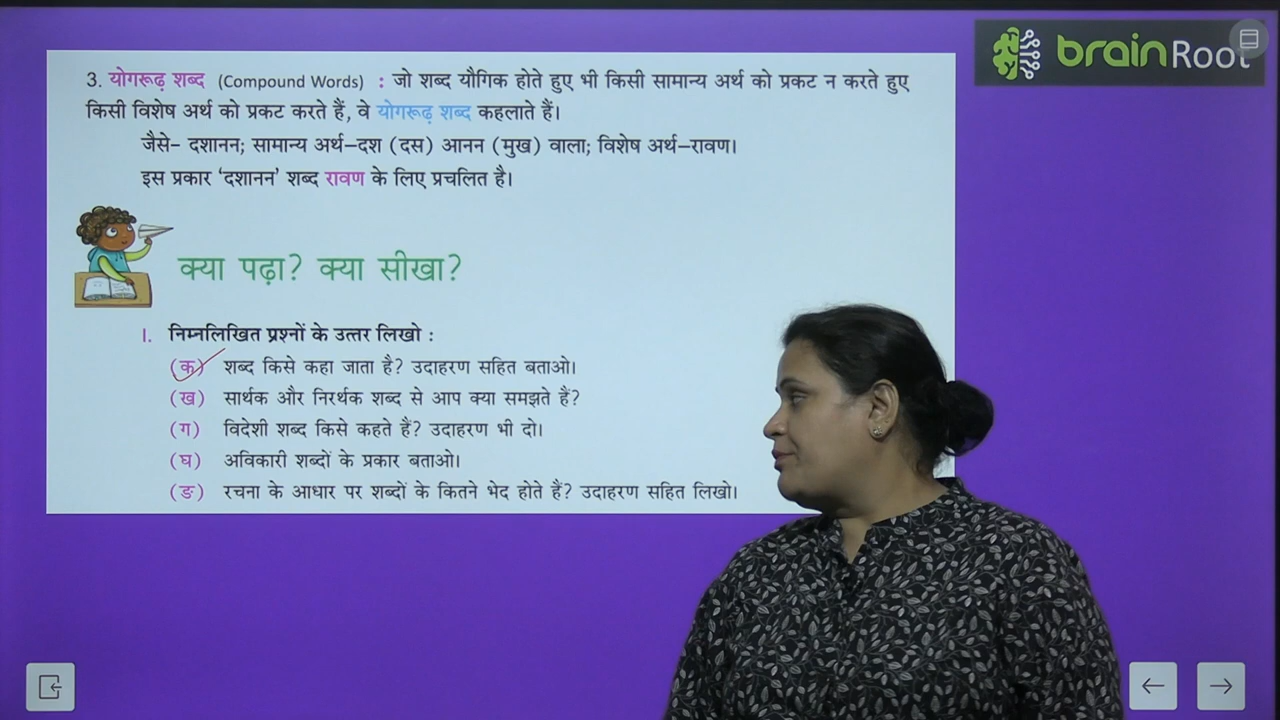 brainRoot
3. योगरूढ़ शब्द (Compound Words) : जो शब्द यौगिक होते हुए भी किसी सामान्य अर्थ को प्रकट न करते हुए
किसी विशेष अर्थ को प्रकट करते हैं, वे योगरूढ़ शब्द कहलाते हैं।
जैसे– दशानन; सामान्य अर्थ–दश (दस) आनन (मुख) वाला; विशेष अर्थ–रावण।
इस प्रकार ‘दशानन’ शब्द रावण के लिए प्रचलित है।
क्या पढ़ा? क्या सीखा?
I. निम्नलिखित प्रश्नों के उत्तर लिखो :
(क) शब्द किसे कहा जाता है? उदाहरण सहित बताओ।
(ख) सार्थक और निरर्थक शब्द से आप क्या समझते हैं?
(ग) विदेशी शब्द किसे कहते हैं? उदाहरण भी दो।
(घ) अविकारी शब्दों के प्रकार बताओ।
(ङ) रचना के आधार पर शब्दों के कितने भेद होते हैं? उदाहरण सहित लिखो।